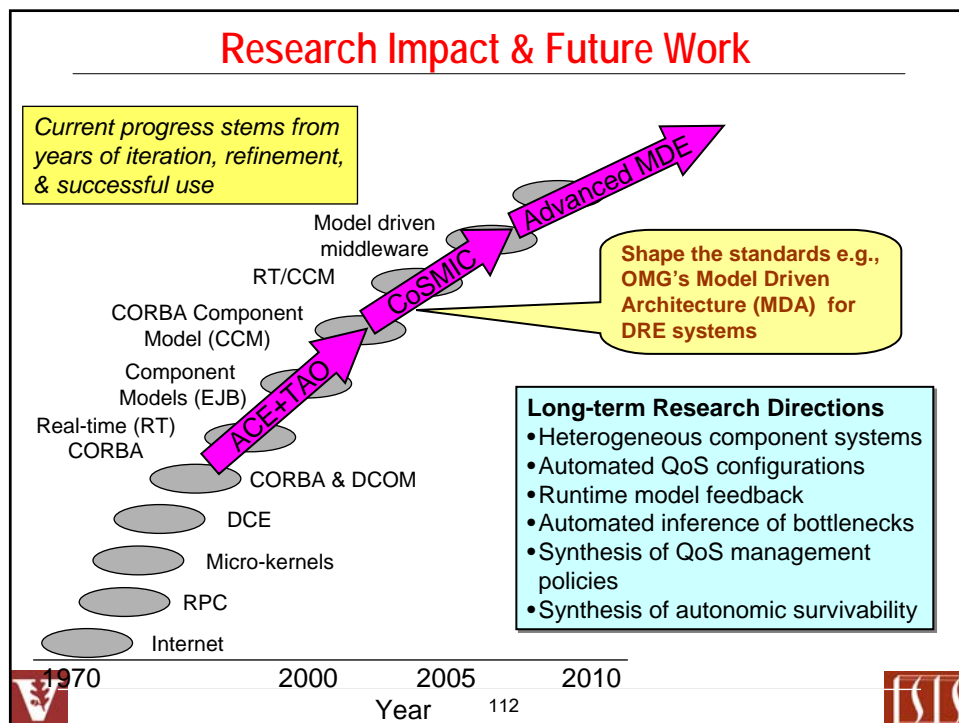 Research Impact & Future Work
Current progress stems from
years of iteration, refinement,
& successful use
Advanced MDE
Model driven
middleware
CoSMIC
RT/CCM
Shape the standards e.g.,
OMG's Model Driven
Architecture (MDA) for
DRE systems
CORBA Component
Model (CCM)
ACE+TAO
Component
Models (EJB)
Real-time (RT)
CORBA
CORBA & DCOM
DCE
Micro-kernels
RPC
Internet
Long-term Research Directions
•Heterogeneous component systems
•Automated QoS configurations
•Runtime model feedback
•Automated inference of bottlenecks
•Synthesis of QoS management
policies
•Synthesis of autonomic survivability
1970 2000 2005 2010
Year
112
V
ISIS